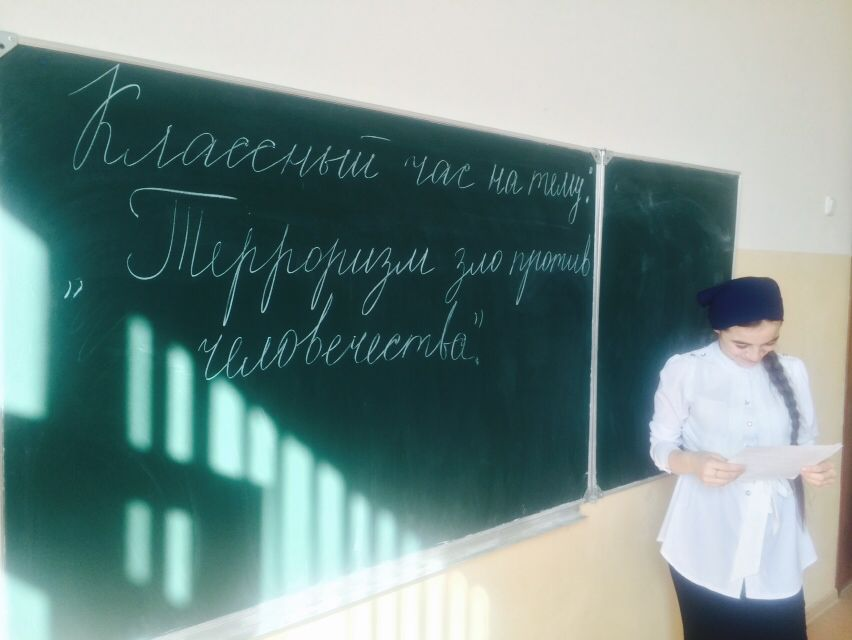 Классный час на тему:
„ Терроризм зло против
человечества".